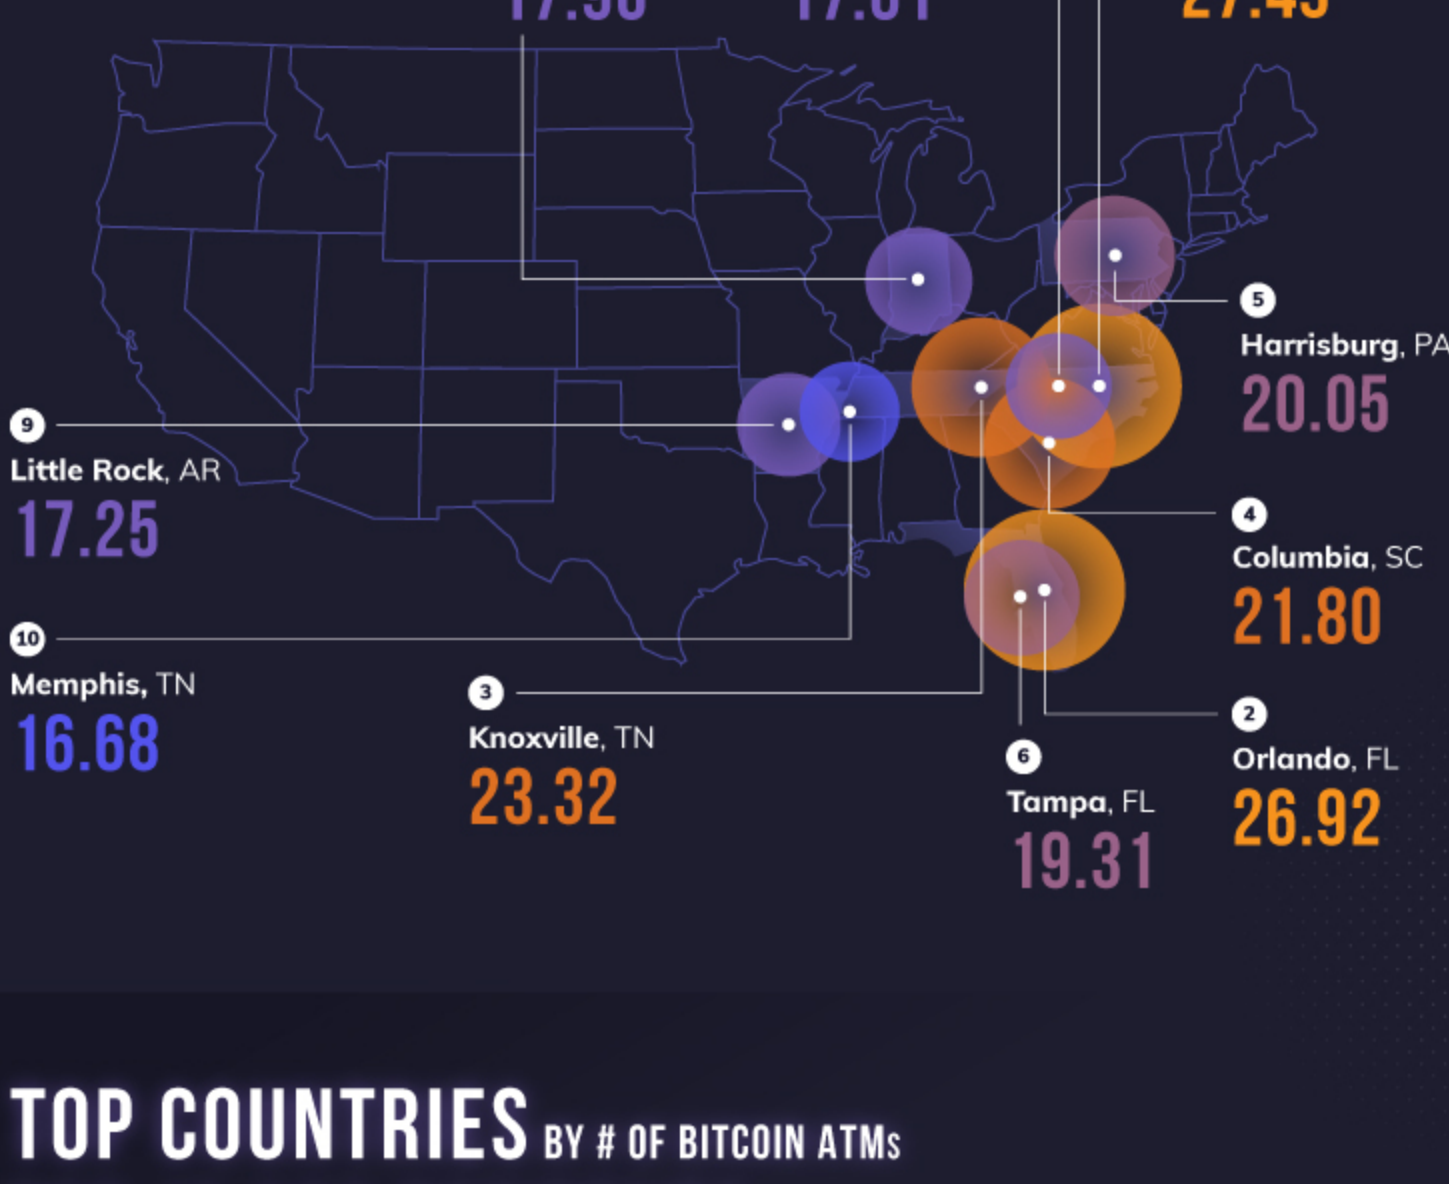 5
Harrisburg, PA
20.05
9
Little Rock, AR
17.25
4
Columbia, SC
21.80
10
Memphis, TN
16.68
3
Knoxville, TN
23.32
2
Orlando, FL
26.92
6
Tampa, FL
19.31
TOP COUNTRIES BY # OF BITCOIN ATMs